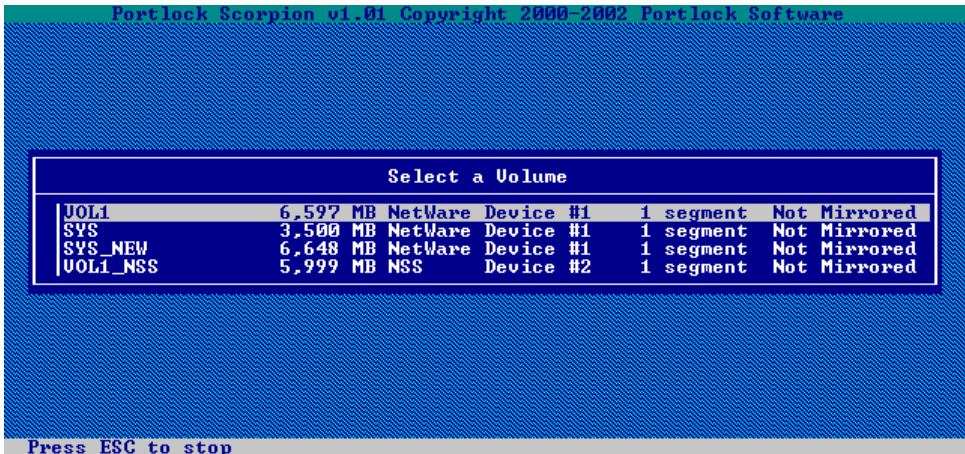 Portlock Scorpion v1.01 Copyright 2000-2002 Portlock Software
Select a Volume
VOL1 6,597 MB NetWare Device #1 1 segment Not Mirrored
SYS 3,500 MB NetWare Device #1 1 segment Not Mirrored
SYS_NEW 6,648 MB NetWare Device #1 1 segment Not Mirrored
VOL1_NSS 5,999 MB NSS Device #2 1 segment Not Mirrored
Press ESC to stop